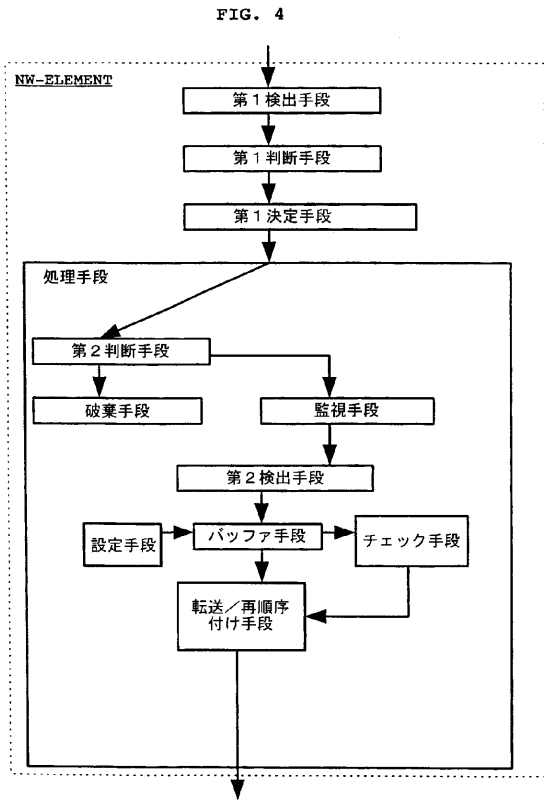 FIG. 4
NW-ELEMENT
第1検出手段
第1判断手段
第1決定手段
処理手段
第2判断手段
破棄手段
監視手段
第2検出手段
設定手段
バッファ手段
チェック手段
転送／再順序
付け手段